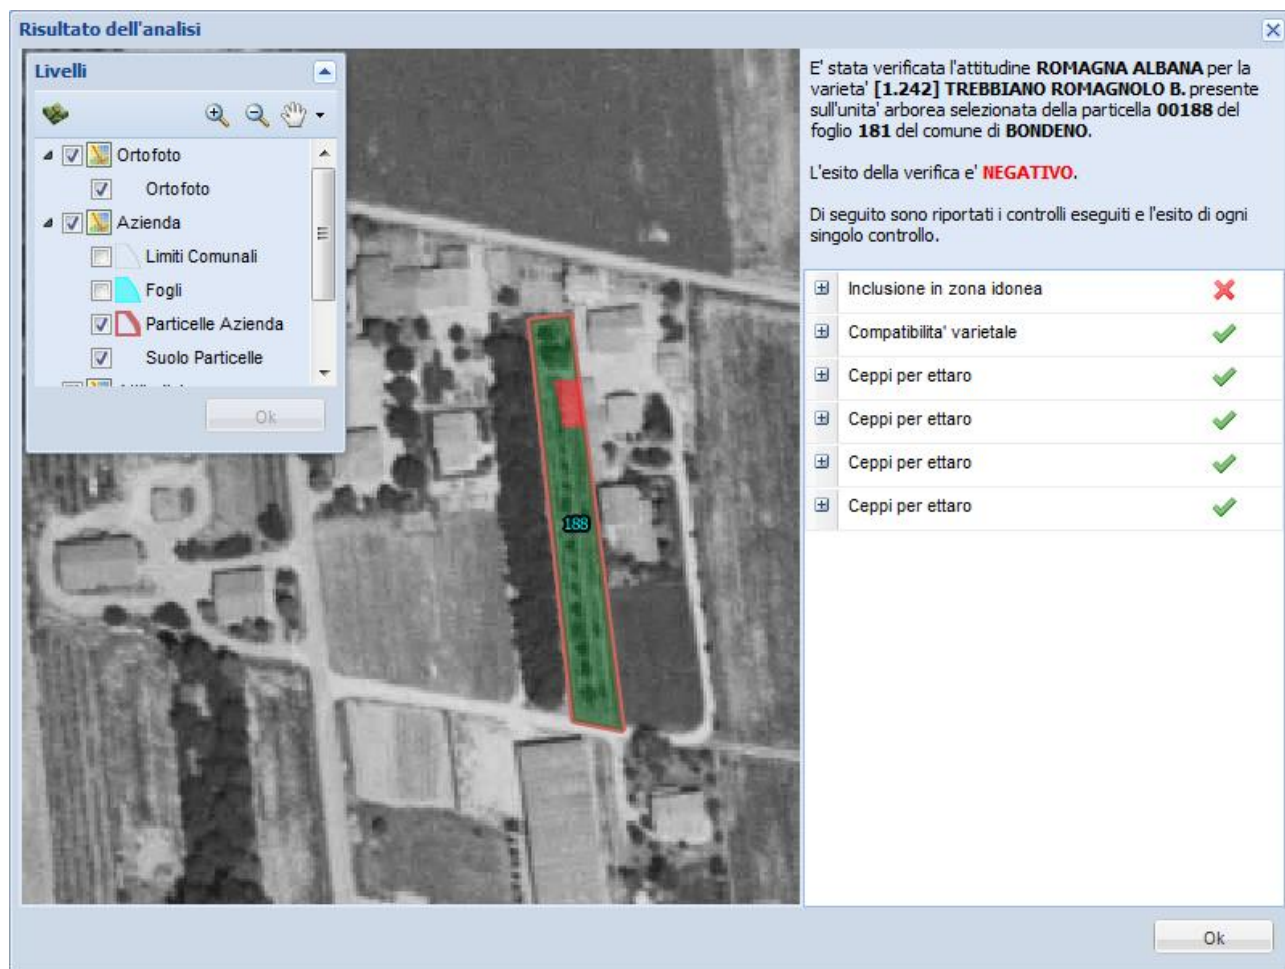 Risultato dell'analisi
Livelli
Ortofoto
Ortofoto
Azienda
Limiti Comunali
Fogli
Particelle Azienda
Suolo Particelle
Ok
188
E' stata verificata l'attitudine ROMAGNA ALBANA per la
varieta' [1.242] TREBBIANO ROMAGNOLO B. presente
sull'unita' arborea selezionata della particella 00188 del
foglio 181 del comune di BONDENO.
L'esito della verifica e' NEGATIVO.
Di seguito sono riportati i controlli eseguiti e l'esito di ogni
singolo controllo.
Inclusione in zona idonea
Compatibilita' varietale
Ceppi per ettaro
Ceppi per ettaro
Ceppi per ettaro
Ceppi per ettaro
Ok